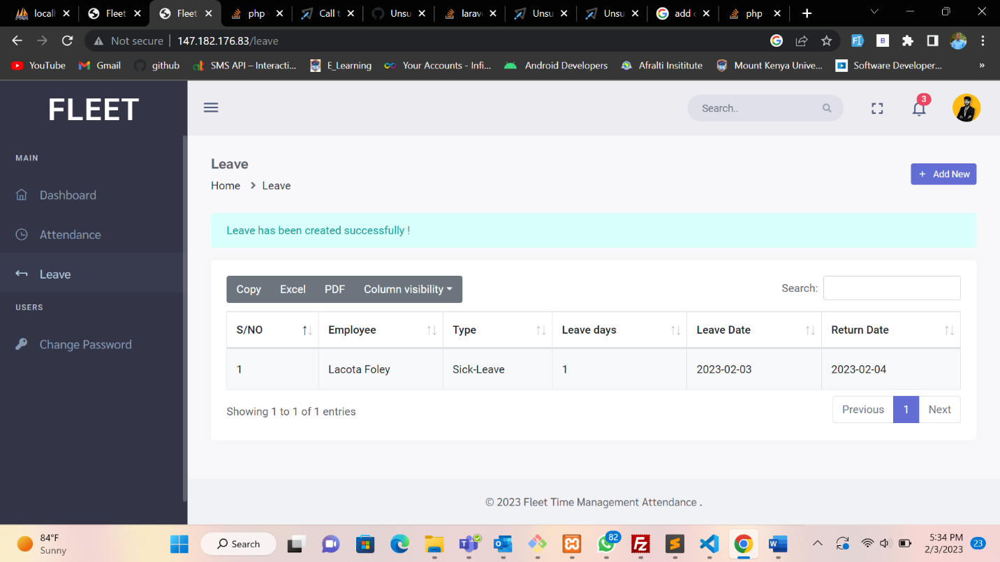 locall
Fleet
Fleet
php -
Call t
Unsu
larave
Unsu
Unsu
add c
php -
Not secure
147.182.176.83/leave
YouTube
Gmail
github
SMS API – Interacti...
E_Learning
Your Accounts - Infi...
Android Developers
Afralti Insititute
Mount Kenya Unive...
Software Developer...
»
FLEET
Search..
3
MAIN
Dashboard
Attendance
Leave
USERS
Change Password
Leave
Home > Leave
+ Add New
Leave has been created successfully !
Copy Excel PDF Column visibility
Search:
S/NO Employee Type Leave days Leave Date Return Date
1 Lacota Foley Sick-Leave 1 2023-02-03 2023-02-04
Showing 1 to 1 of 1 entries
Previous 1 Next
© 2023 Fleet Time Management Attendance .
84°F
Sunny
Search
82
5:34 PM
2/3/2023
23